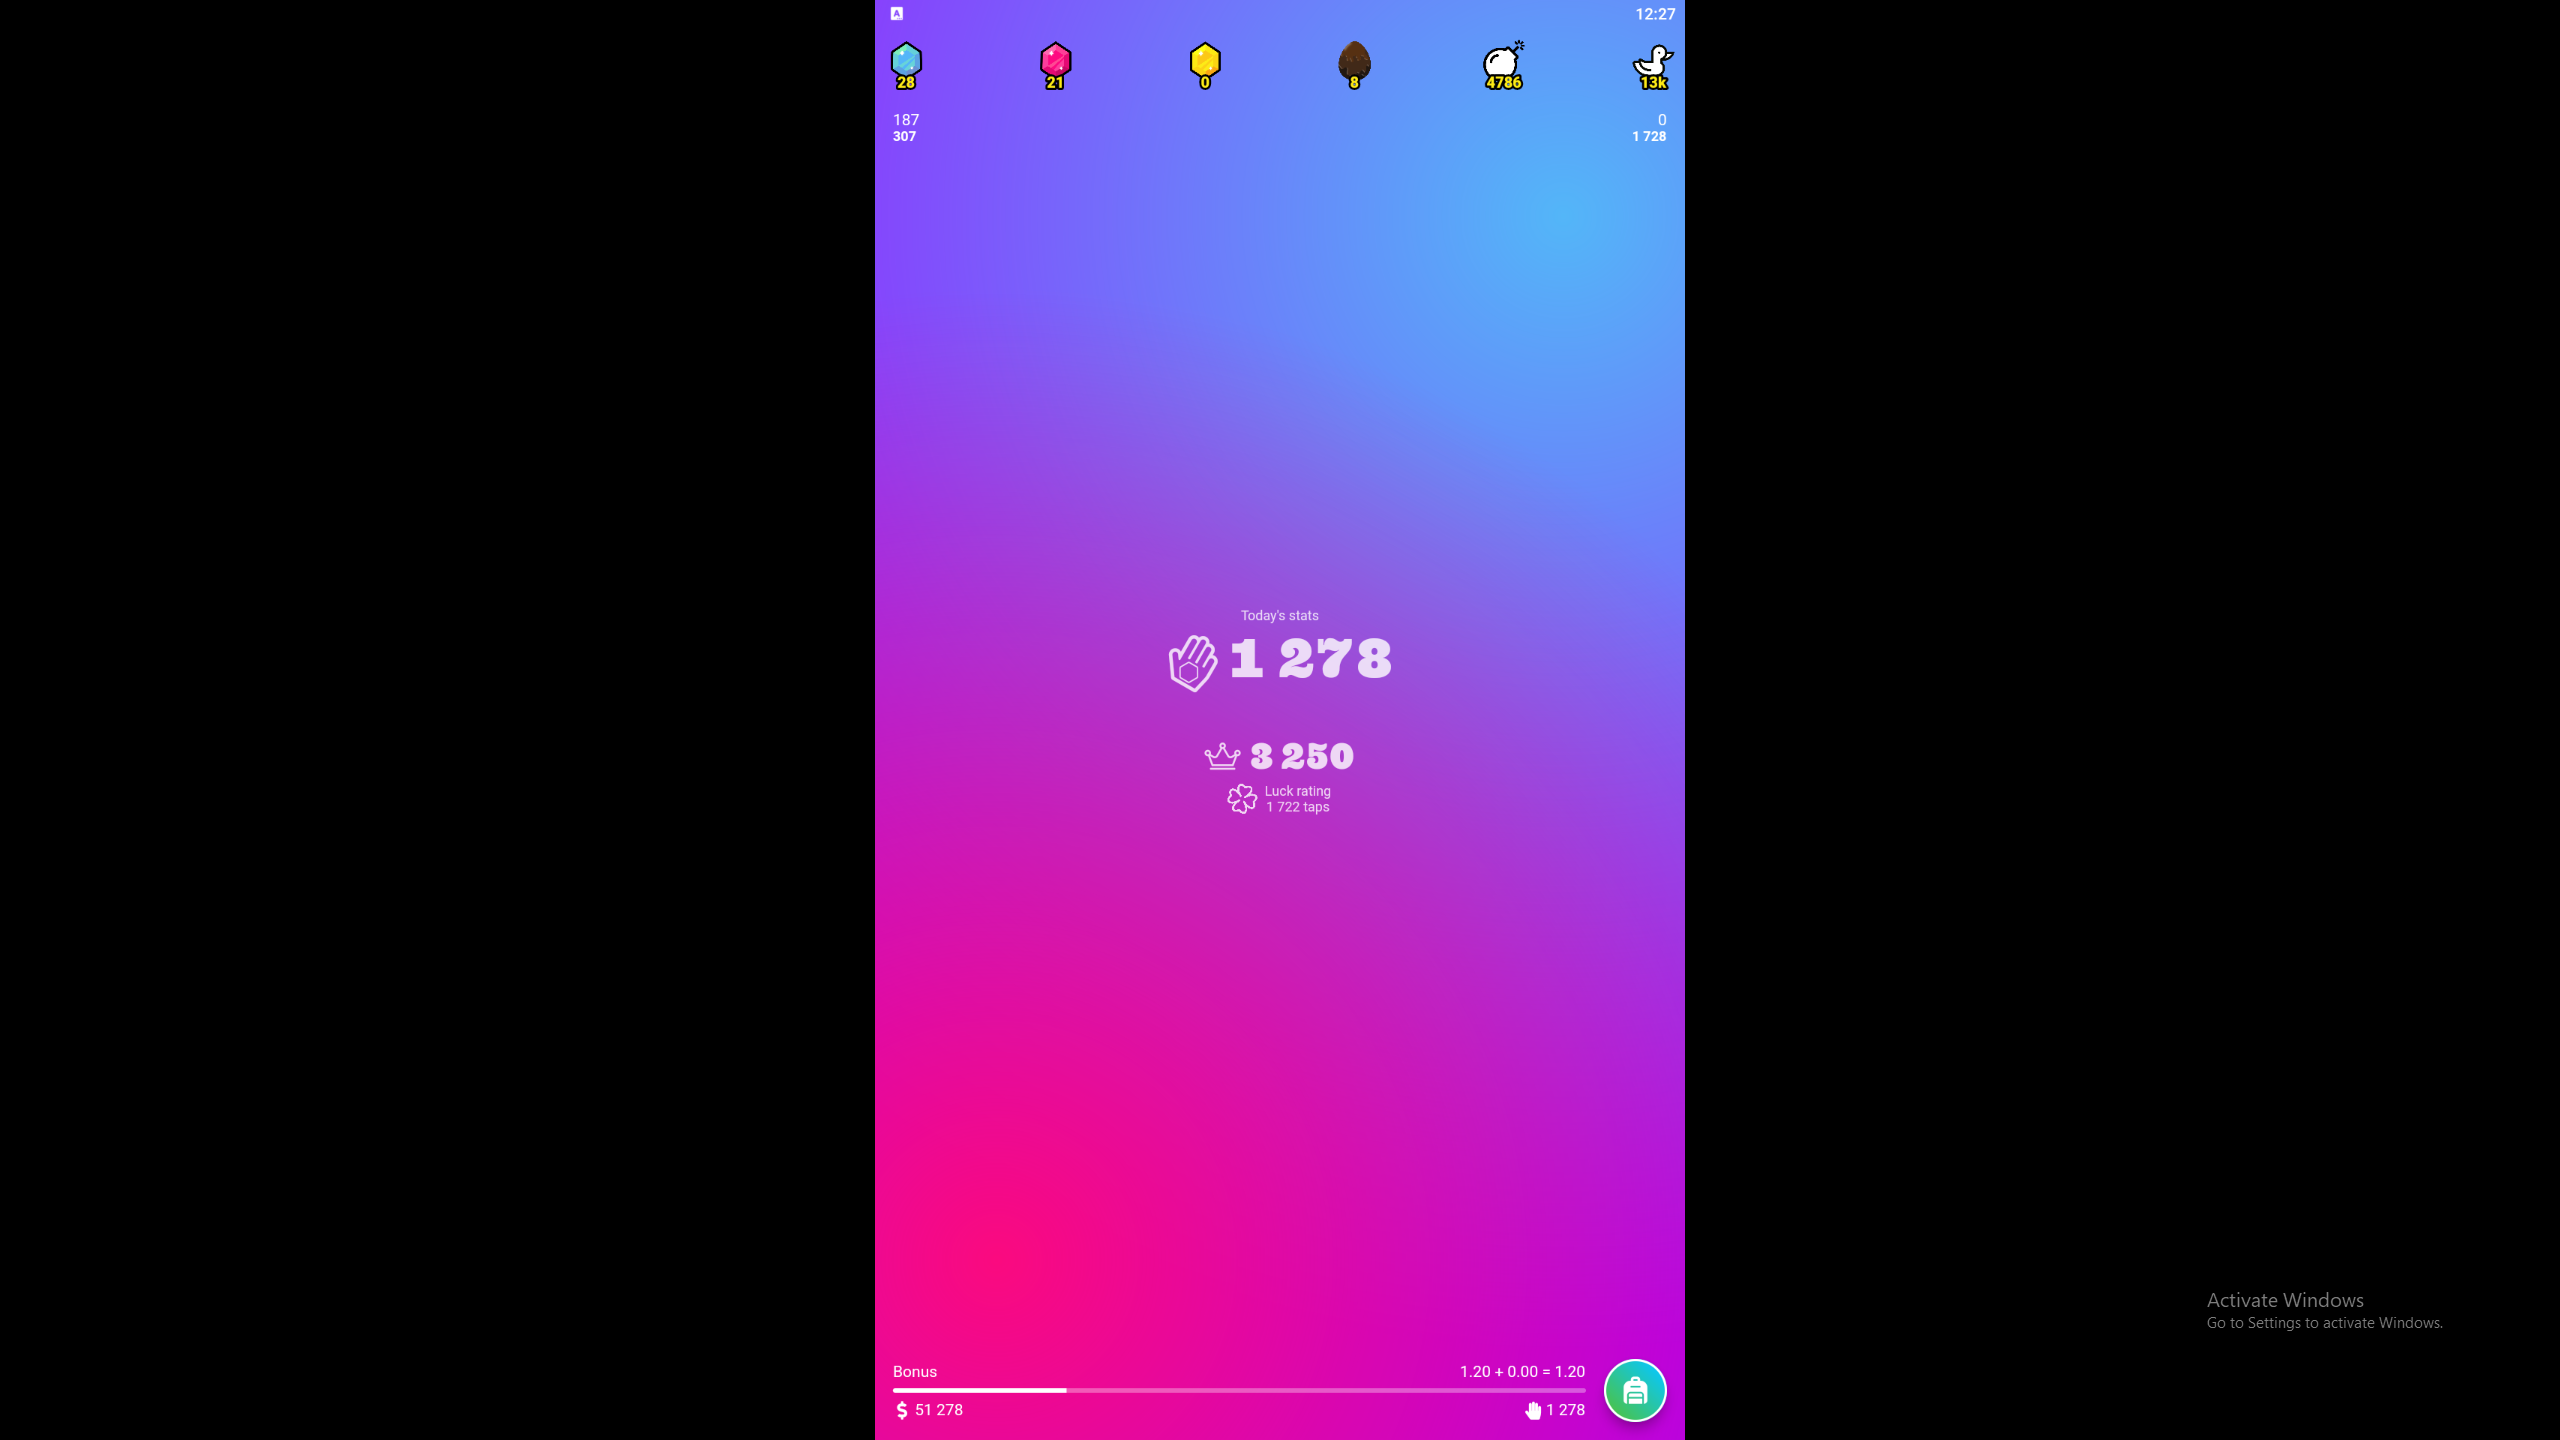 A
12:27
28
21
0
8
4786
13k
187
0
307
1 728
Today's stats
1 278
3 250
Luck rating
1 722 taps
Activate Windows
Go to Settings to activate Windows.
Bonus
1.20 + 0.00 = 1.20
$ 51 278
1 278